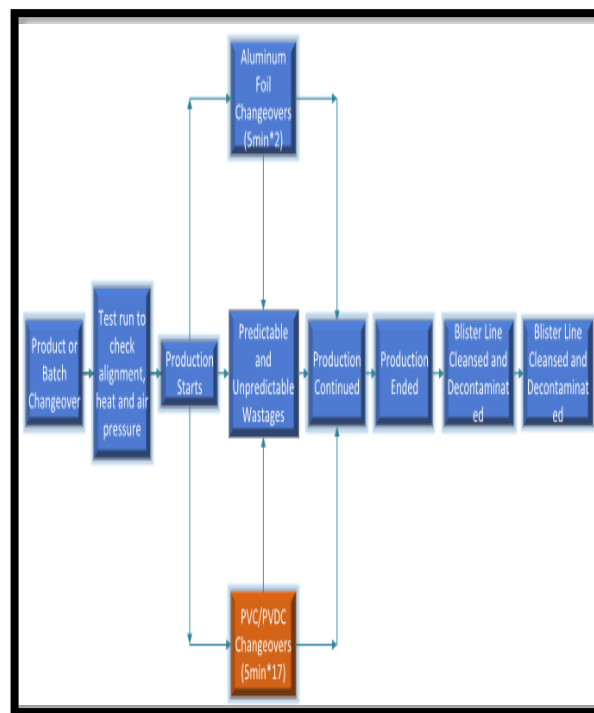 Aluminum
Foil
Changeovers
(5min*2)
Product or
Batch
Changeover
Test run to
check
alignment,
heat and air
pressure
Production
Starts
Predictable
and
Unpredictable
Wastages
Production
Continued
Production
Ended
Blister Line
Cleansed and
Decontaminat
ed
Blister Line
Cleansed and
Decontaminat
ed
PVC/PVDC
Changeovers
(5min*17)